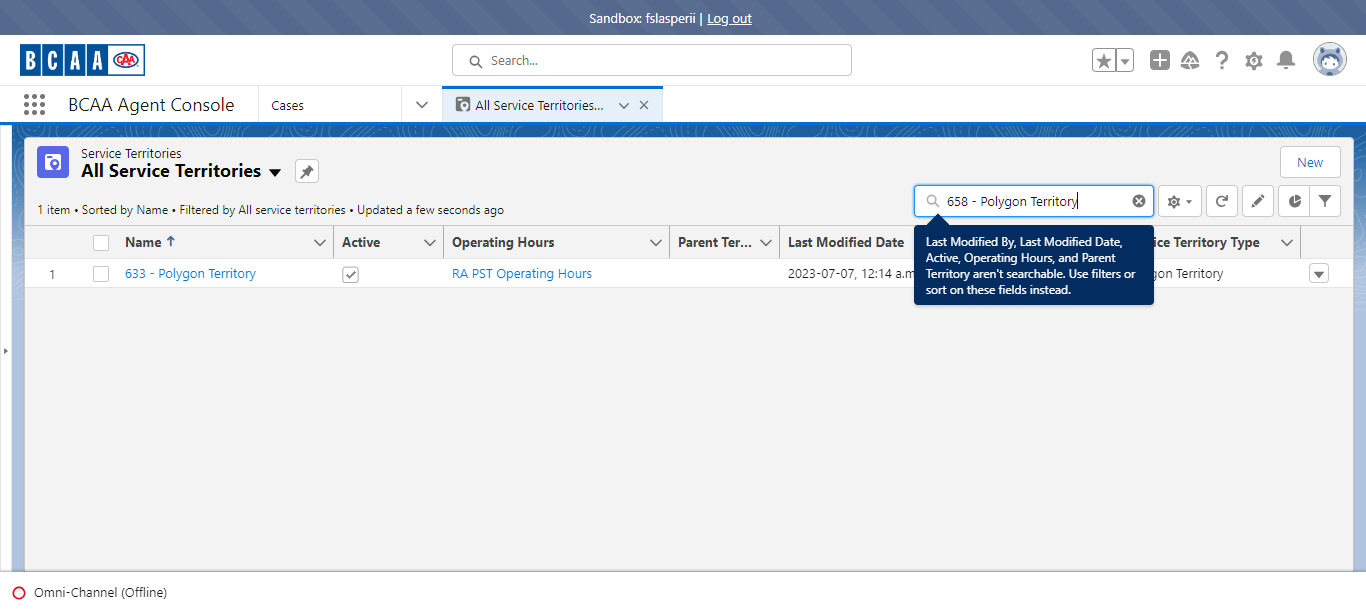 Sandbox: fslasperii | Log out
BCAA CAA
Search...
BCAA Agent Console
Cases
All Service Territories...
Service Territories
All Service Territories
New
1 item • Sorted by Name • Filtered by All service territories • Updated a few seconds ago
658 - Polygon Territory
Name Active Operating Hours Parent Ter... Last Modified Date ice Territory Type
1 633 - Polygon Territory RA PST Operating Hours 2023-07-07, 12:14 a.m gon Territory
Last Modified By, Last Modified Date,
Active, Operating Hours, and Parent
Territory aren't searchable. Use filters or
sort on these fields instead.
Omni-Channel (Offline)